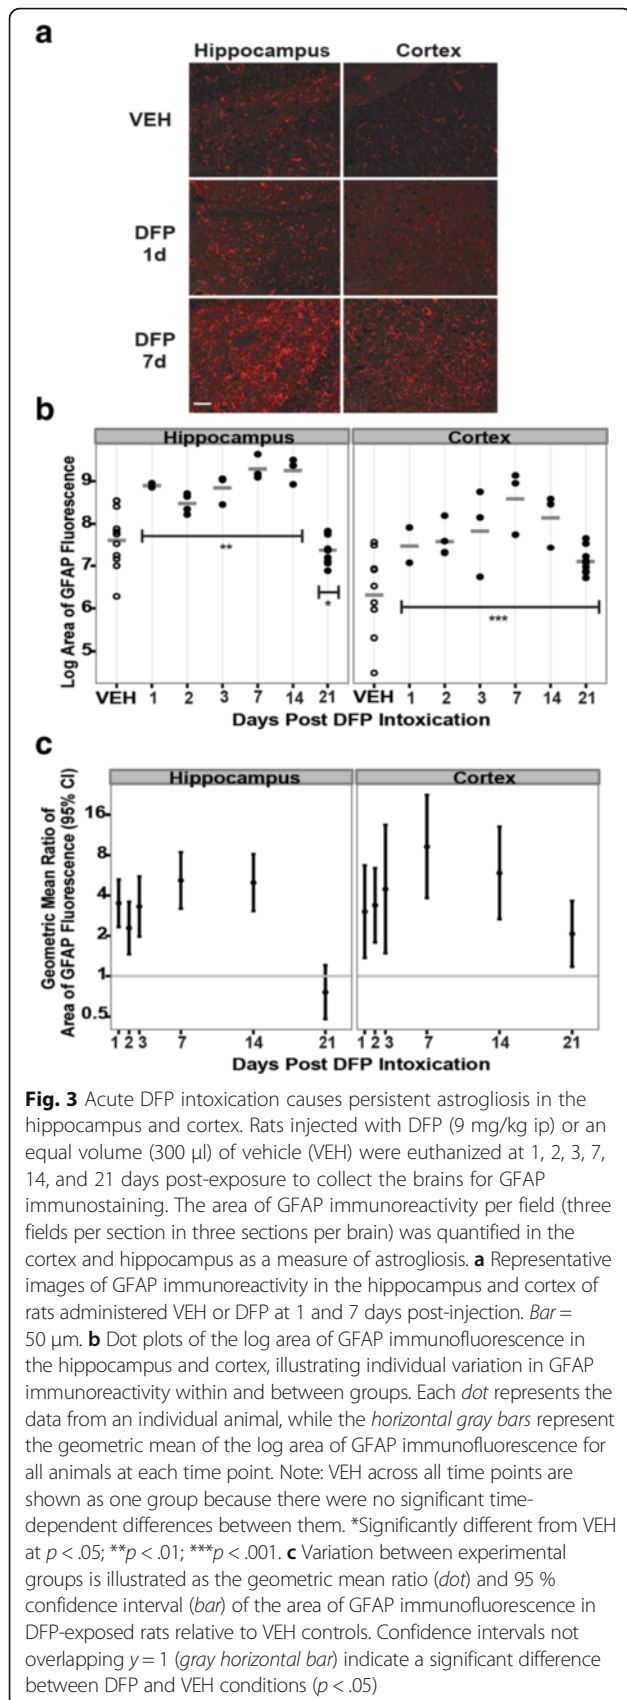 a
Hippocampus Cortex
VEH
DFP
1d
DFP
7d
b
Hippocampus Cortex
Log Area of GFAP Fluorescence
9
8
7
6
5
** * ***
VEH 1 2 3 7 14 21 VEH 1 2 3 7 14 21
Days Post DFP Intoxication
c
Hippocampus Cortex
Geometric Mean Ratio of
Area of GFAP Fluorescence (95% CI)
16
8
4
2
1
0.5
1 2 3 7 14 21 1 2 3 7 14 21
Days Post DFP Intoxication
Fig. 3 Acute DFP intoxication causes persistent astrogliosis in the
hippocampus and cortex. Rats injected with DFP (9 mg/kg ip) or an
equal volume (300 μl) of vehicle (VEH) were euthanized at 1, 2, 3, 7,
14, and 21 days post-exposure to collect the brains for GFAP
immunostaining. The area of GFAP immunoreactivity per field (three
fields per section in three sections per brain) was quantified in the
cortex and hippocampus as a measure of astrogliosis. a Representative
images of GFAP immunoreactivity in the hippocampus and cortex of
rats administered VEH or DFP at 1 and 7 days post-injection. Bar =
50 μm. b Dot plots of the log area of GFAP immunofluorescence in
the hippocampus and cortex, illustrating individual variation in GFAP
immunoreactivity within and between groups. Each dot represents the
data from an individual animal, while the horizontal gray bars represent
the geometric mean of the log area of GFAP immunofluorescence for
all animals at each time point. Note: VEH across all time points are
shown as one group because there were no significant time-
dependent differences between them. *Significantly different from VEH
at p < .05; **p < .01; ***p < .001. c Variation between experimental
groups is illustrated as the geometric mean ratio (dot) and 95 %
confidence interval (bar) of the area of GFAP immunofluorescence in
DFP-exposed rats relative to VEH controls. Confidence intervals not
overlapping y = 1 (gray horizontal bar) indicate a significant difference
between DFP and VEH conditions (p < .05)